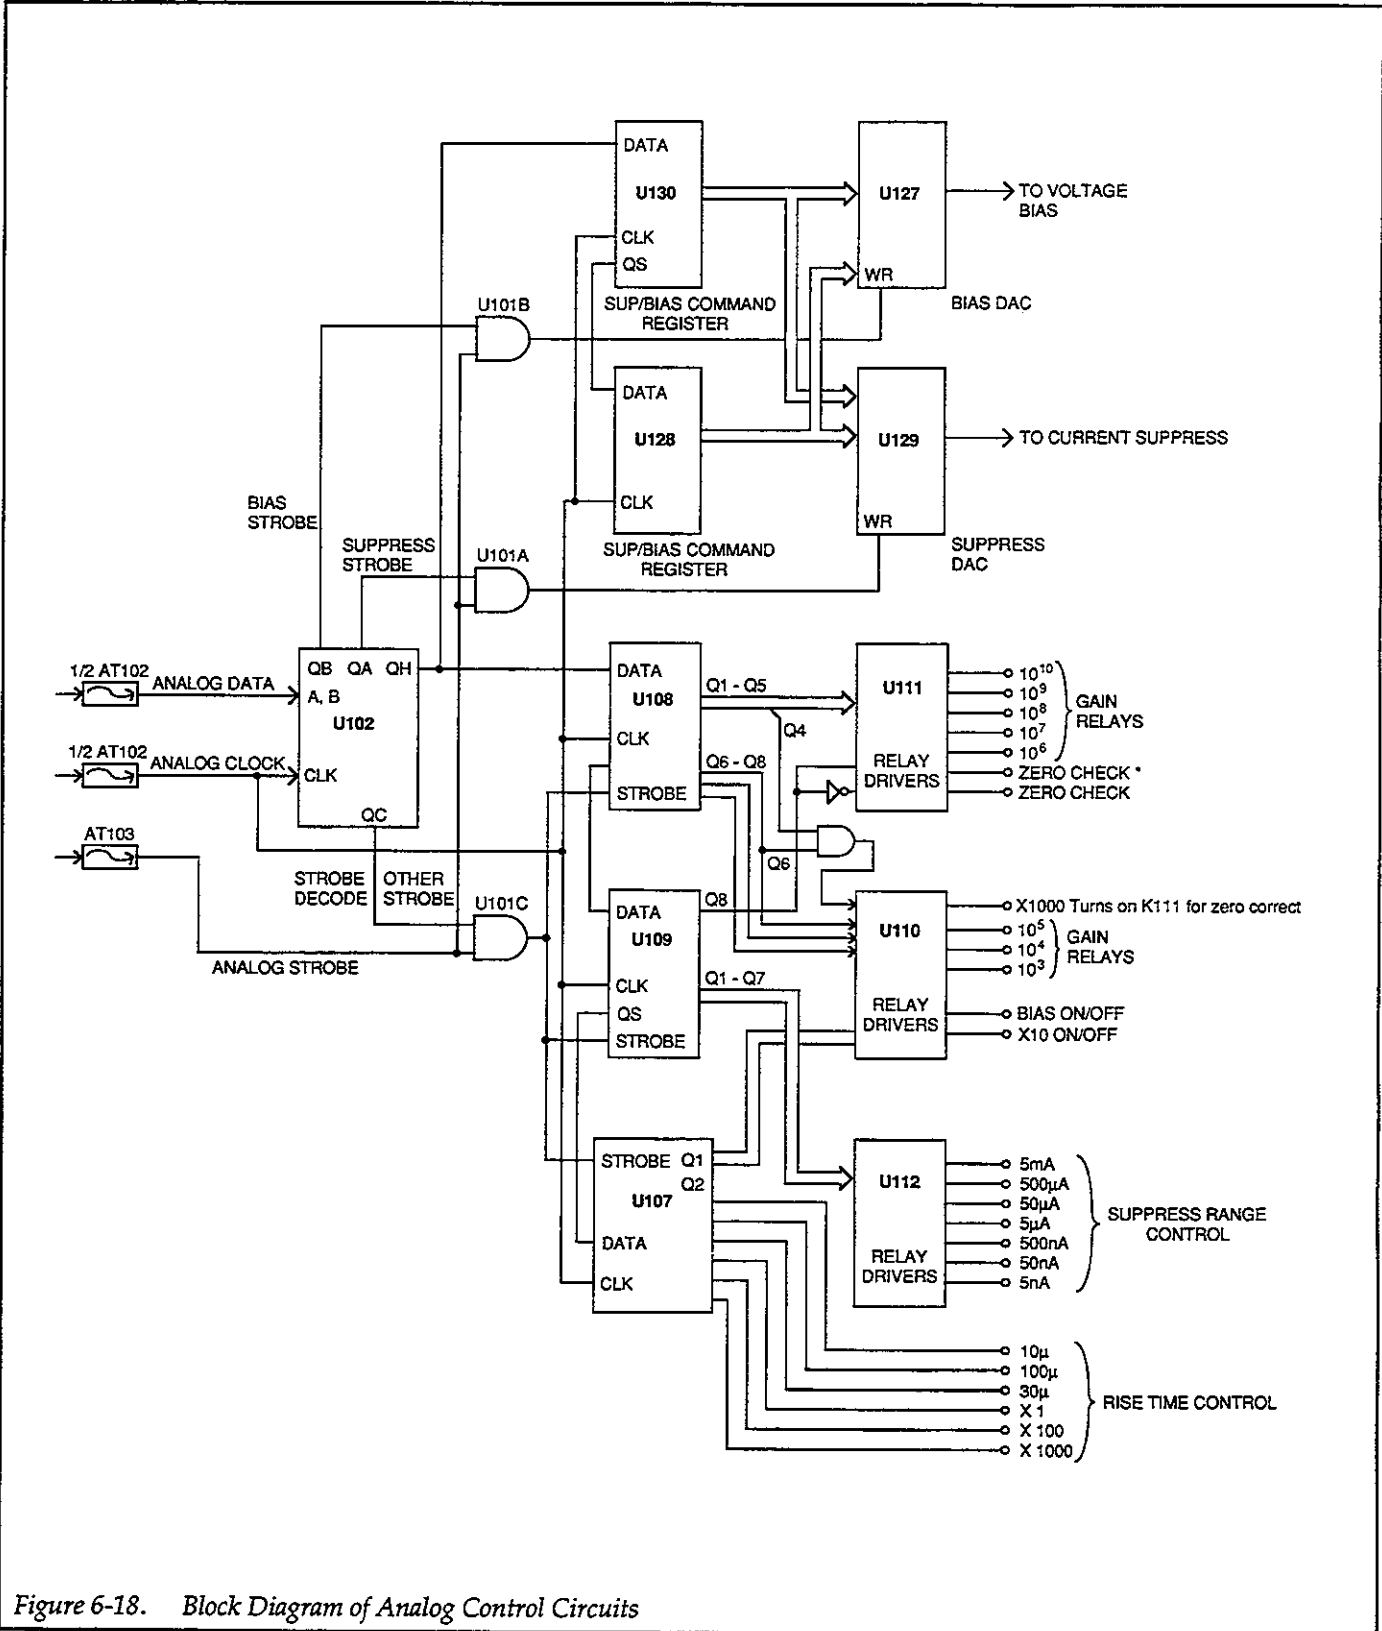 DATA
U130
CLK
QS
SUP/BIAS COMMAND
REGISTER
U127
WR
TO VOLTAGE
BIAS
BIAS DAC
U101B
DATA
U128
CLK
SUP/BIAS COMMAND
REGISTER
U129
WR
TO CURRENT SUPPRESS
SUPPRESS
DAC
BIAS
STROBE
SUPPRESS
STROBE
U101A
1/2 AT102
ANALOG DATA
1/2 AT102
ANALOG CLOCK
AT103
QB QA QH
A, B
U102
CLK
QC
STROBE
DECODE
OTHER
STROBE
U101C
ANALOG STROBE
DATA
U108
CLK
STROBE
Q1 - Q5
Q4
Q6 - Q8
Q6
U111
RELAY
DRIVERS
10¹⁰
10⁹
10⁸
10⁷
10⁶
GAIN
RELAYS
ZERO CHECK *
ZERO CHECK
DATA
U109
CLK
QS
STROBE
Q8
Q1 - Q7
U110
RELAY
DRIVERS
X1000 Turns on K111 for zero correct
10⁵
10⁴
10³
GAIN
RELAYS
BIAS ON/OFF
X10 ON/OFF
STROBE Q1
Q2
U107
DATA
CLK
U112
RELAY
DRIVERS
5mA
500µA
50µA
5µA
500nA
50nA
5nA
SUPPRESS RANGE
CONTROL
10µ
100µ
30µ
X 1
X 100
X 1000
RISE TIME CONTROL
Figure 6-18. Block Diagram of Analog Control Circuits